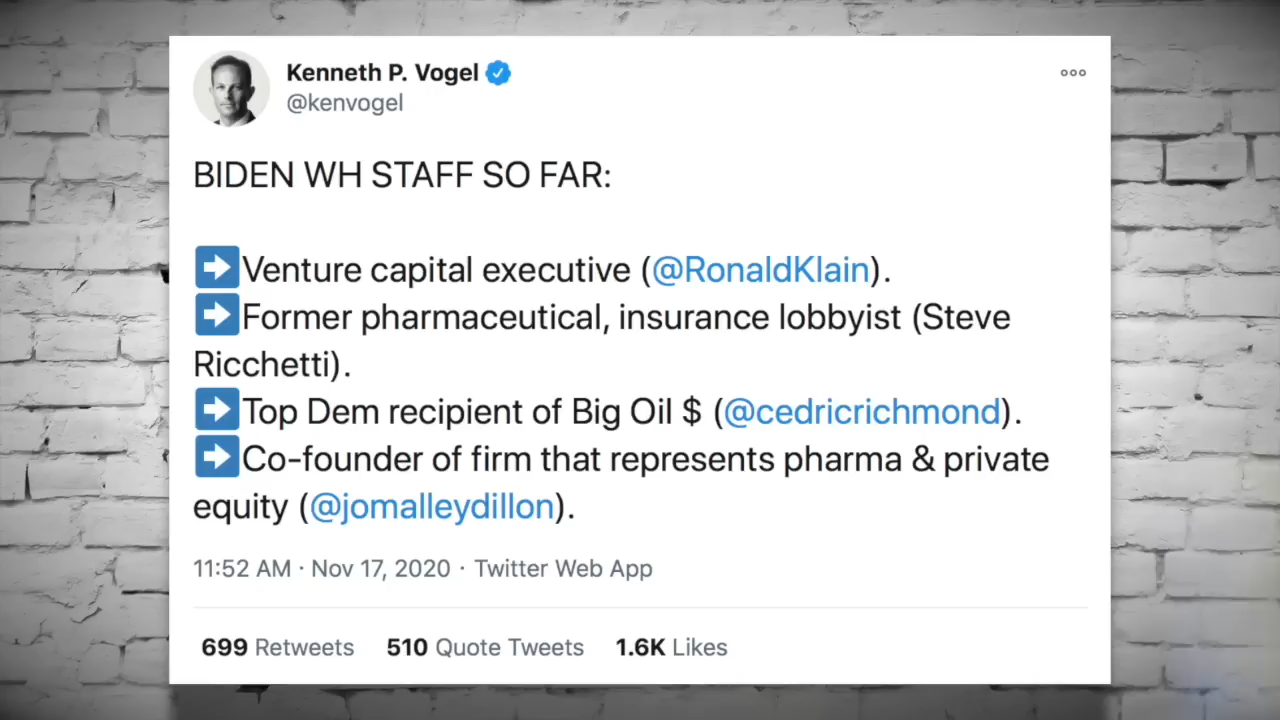 Kenneth P. Vogel
@kenvogel
BIDEN WH STAFF SO FAR:
➡️Venture capital executive (@RonaldKlain).
➡️Former pharmaceutical, insurance lobbyist (Steve
Ricchetti).
➡️Top Dem recipient of Big Oil $ (@cedricrichmond).
➡️Co-founder of firm that represents pharma & private
equity (@jomalleydillon).
11:52 AM · Nov 17, 2020 · Twitter Web App
699 Retweets 510 Quote Tweets 1.6K Likes